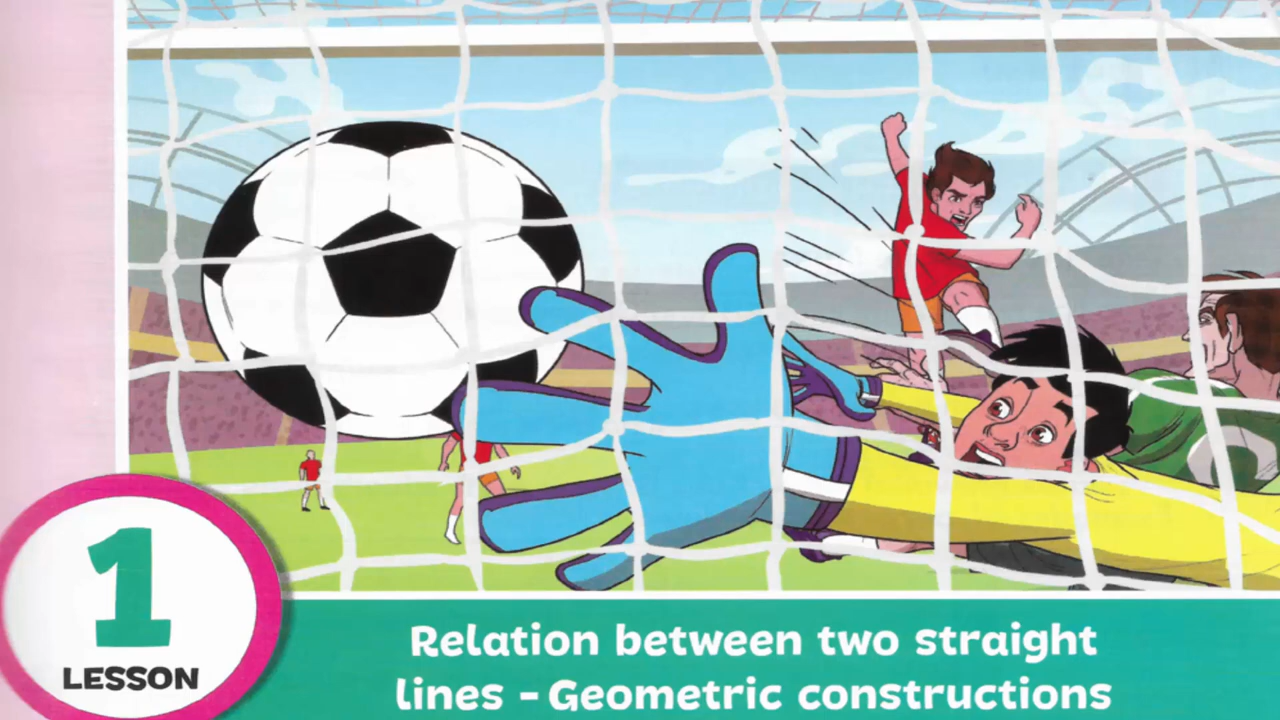 1
LESSON
Relation between two straight
lines - Geometric constructions